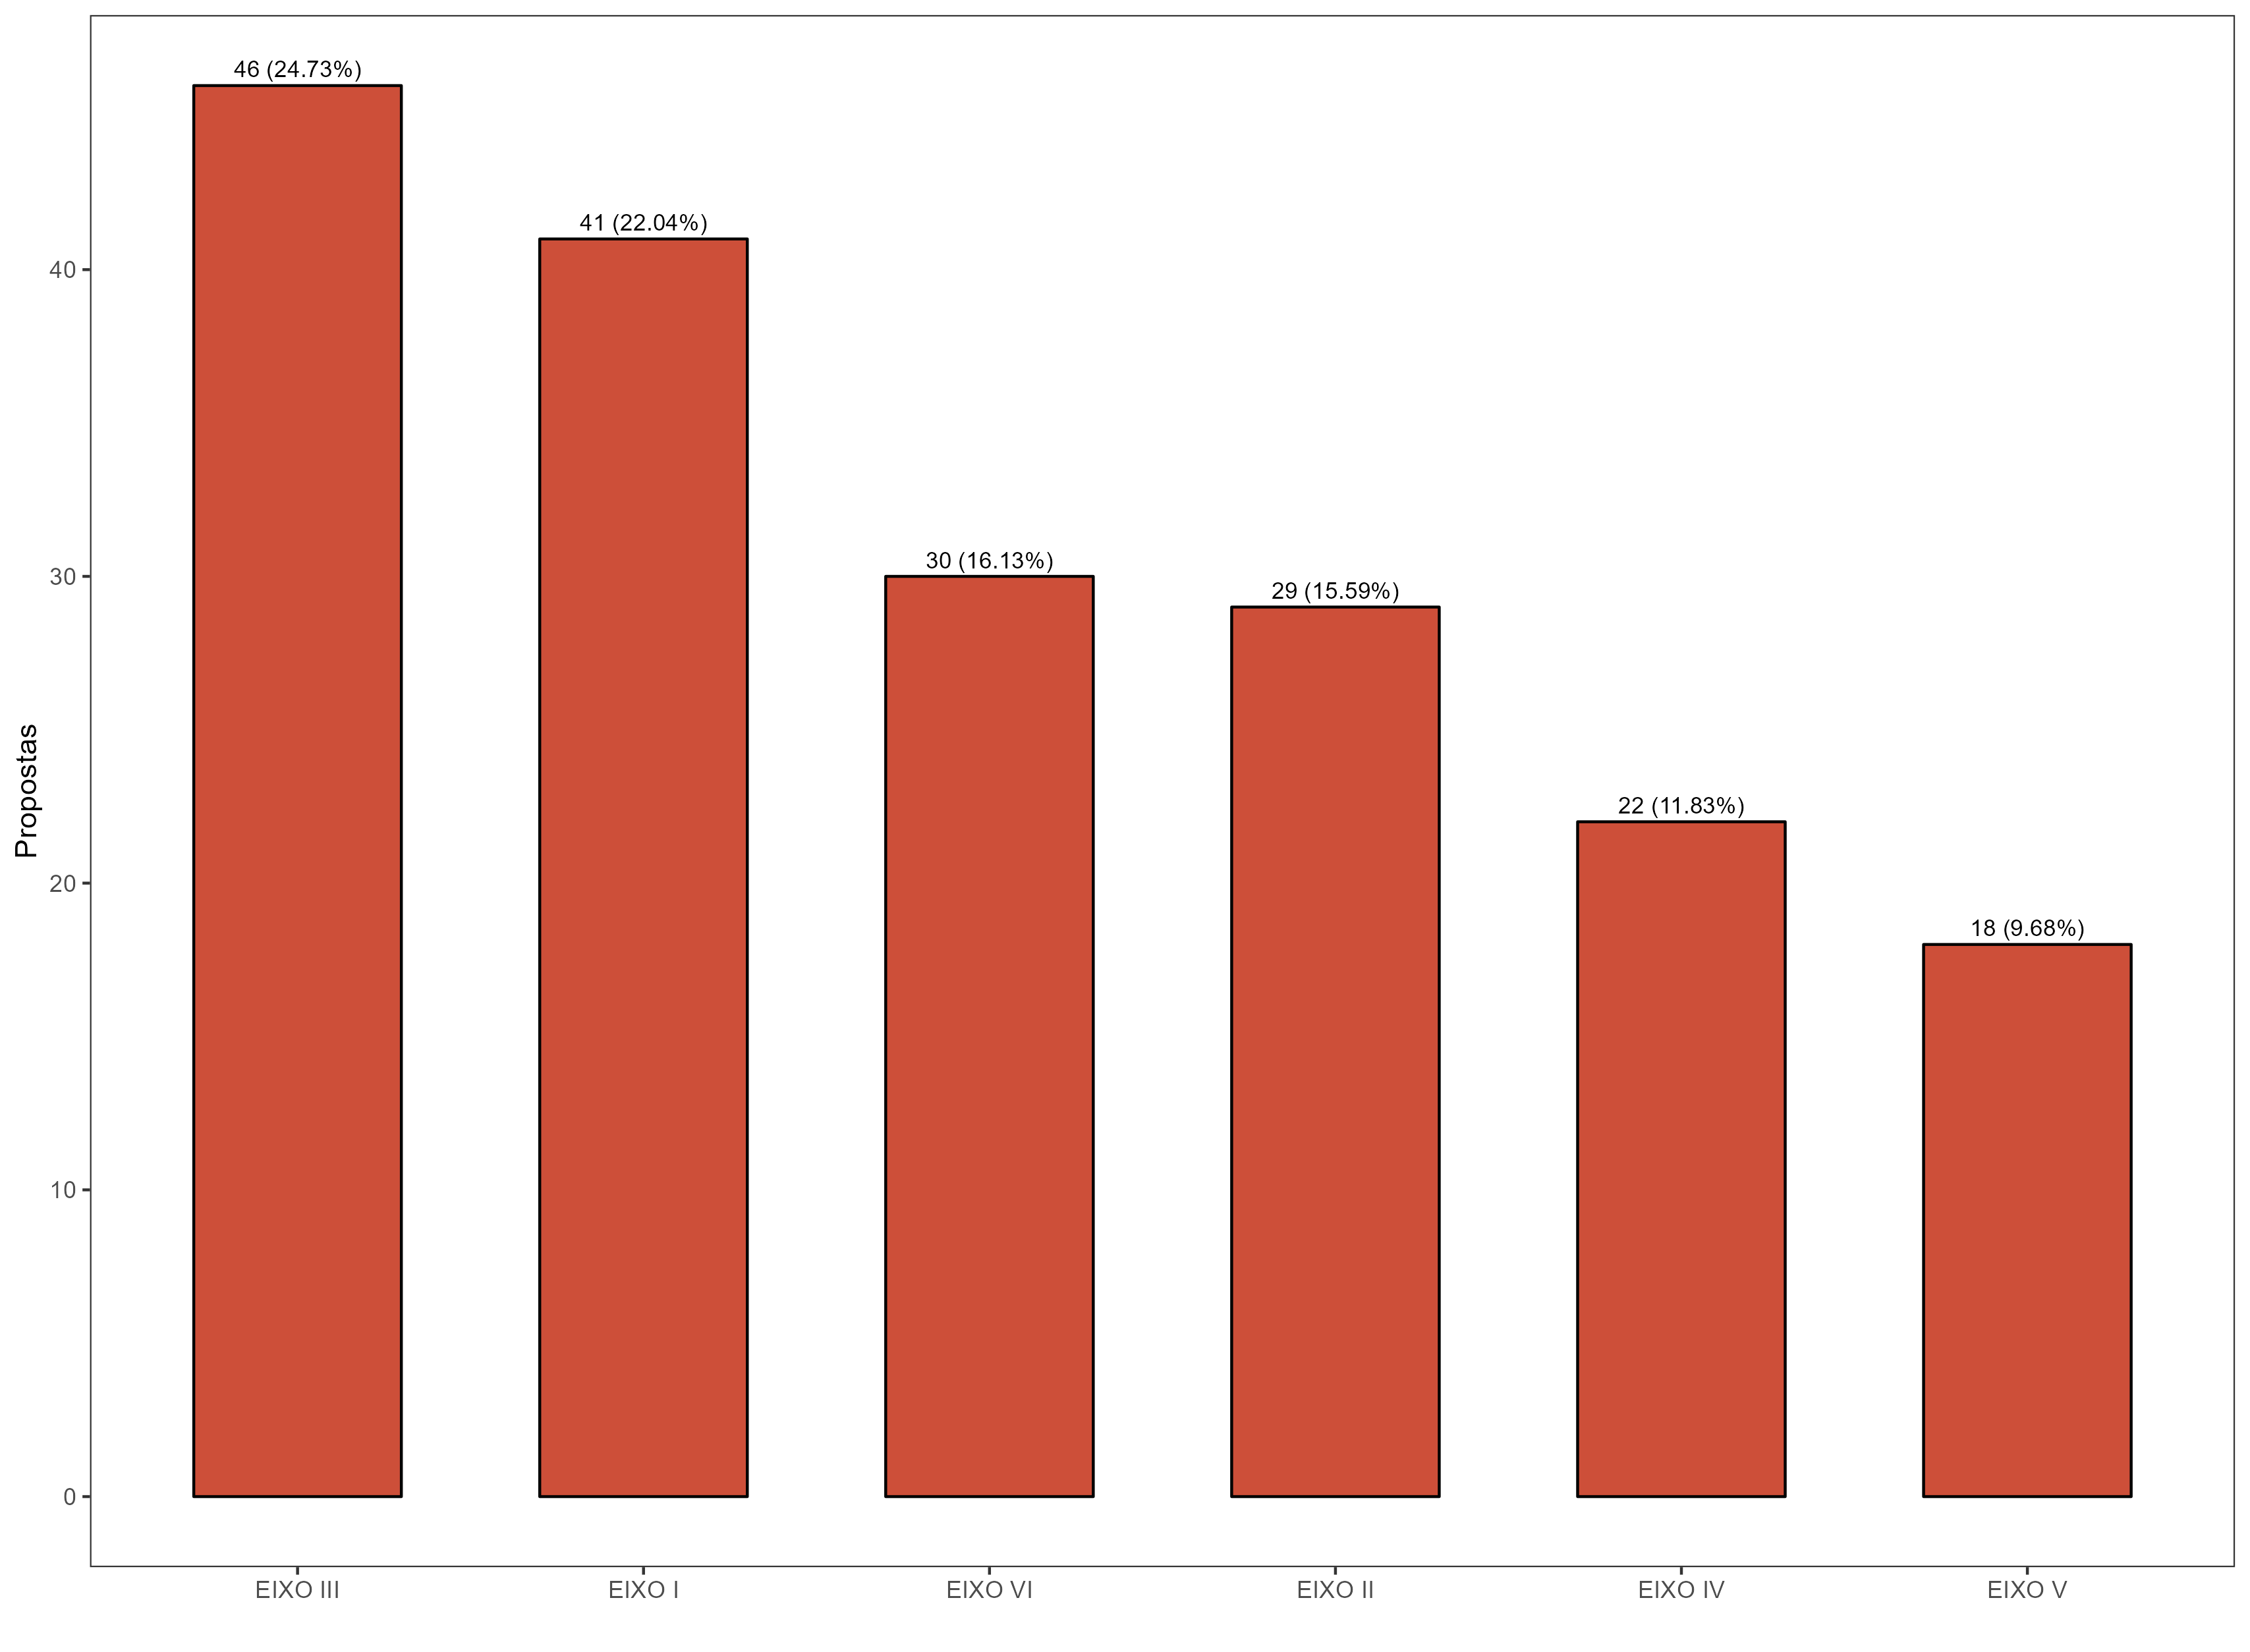 46 (24.73%)
41 (22.04%)
30 (16.13%)
29 (15.59%)
22 (11.83%)
18 (9.68%)
Propostas
40
30
20
10
0
EIXO III
EIXO I
EIXO VI
EIXO II
EIXO IV
EIXO V